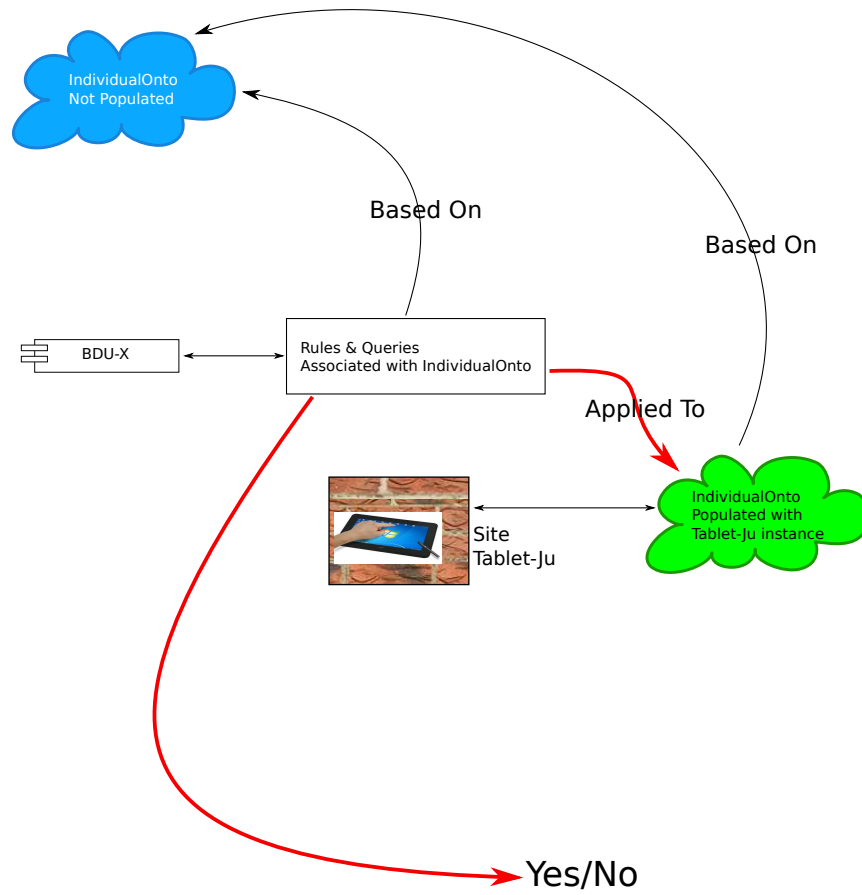 IndividualOnto
Not Populated
Based On
Based On
BDU-X
Rules & Queries
Associated with IndividualOnto
Applied To
IndividualOnto
Populated with
Tablet-Ju instance
Site
Tablet-Ju
Yes/No